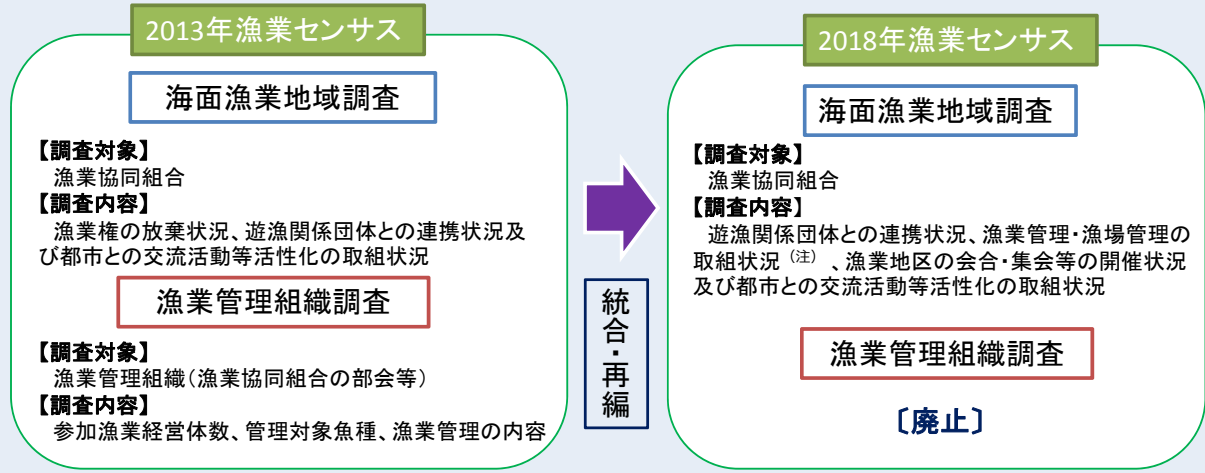 2013年漁業センサス
海面漁業地域調査
【調査対象】
漁業協同組合
【調査内容】
漁業権の放棄状況、遊漁関係団体との連携状況及
び都市との交流活動等活性化の取組状況
漁業管理組織調査
【調査対象】
漁業管理組織(漁業協同組合の部会等)
【調査内容】
参加漁業経営体数、管理対象魚種、漁業管理の内容
統合・再編
2018年漁業センサス
海面漁業地域調査
【調査対象】
漁業協同組合
【調査内容】
遊漁関係団体との連携状況、漁業管理・漁場管理の
取組状況(注)、漁業地区の会合・集会等の開催状況
及び都市との交流活動等活性化の取組状況
漁業管理組織調査
〔廃止〕